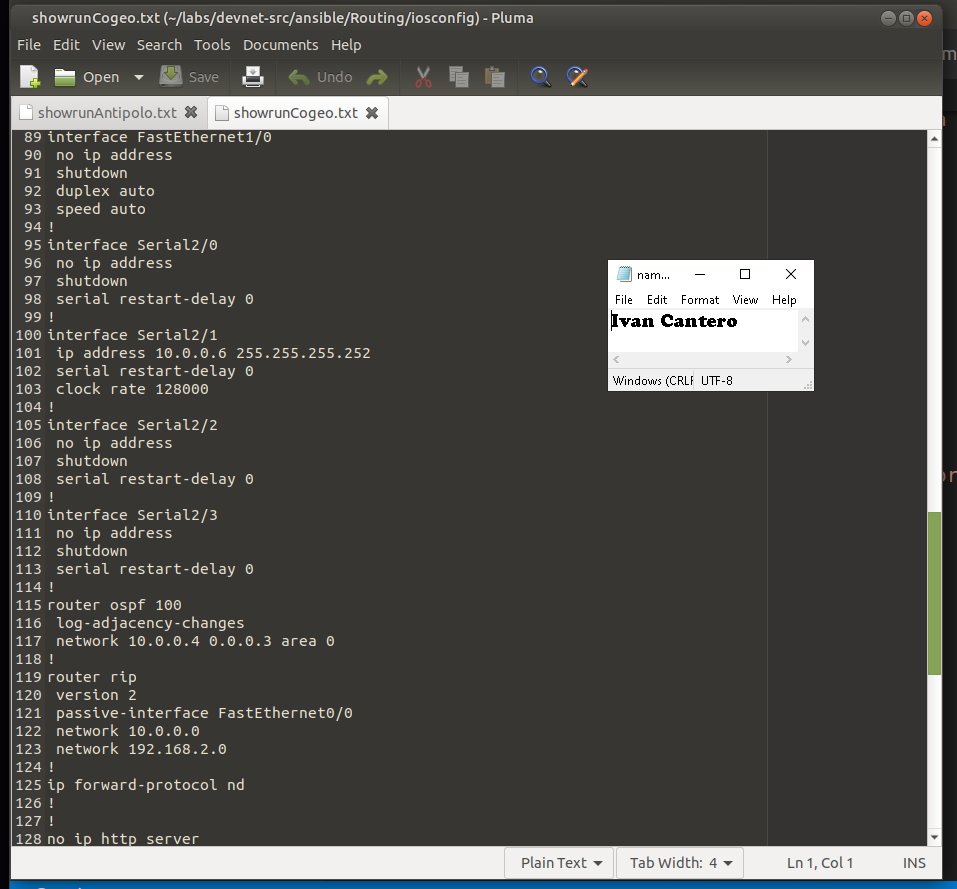 showrunCogeo.txt (~/labs/devnet-src/ansible/Routing/iosconfig) - Pluma
File Edit View Search Tools Documents Help
Open Save Undo
showrunAntipolo.txt showrunCogeo.txt
89 interface FastEthernet1/0
90 no ip address
91 shutdown
92 duplex auto
93 speed auto
94 !
95 interface Serial2/0
96 no ip address
97 shutdown
98 serial restart-delay 0
99 !
100 interface Serial2/1
101 ip address 10.0.0.6 255.255.255.252
102 serial restart-delay 0
103 clock rate 128000
104 !
105 interface Serial2/2
106 no ip address
107 shutdown
108 serial restart-delay 0
109 !
110 interface Serial2/3
111 no ip address
112 shutdown
113 serial restart-delay 0
114 !
115 router ospf 100
116 log-adjacency-changes
117 network 10.0.0.4 0.0.0.3 area 0
118 !
119 router rip
120 version 2
121 passive-interface FastEthernet0/0
122 network 10.0.0.0
123 network 192.168.2.0
124 !
125 ip forward-protocol nd
126 !
127 !
128 no ip http server
nam...
File Edit Format View Help
Ivan Cantero
Windows (CRLF UTF-8
Plain Text Tab Width: 4 Ln 1, Col 1 INS